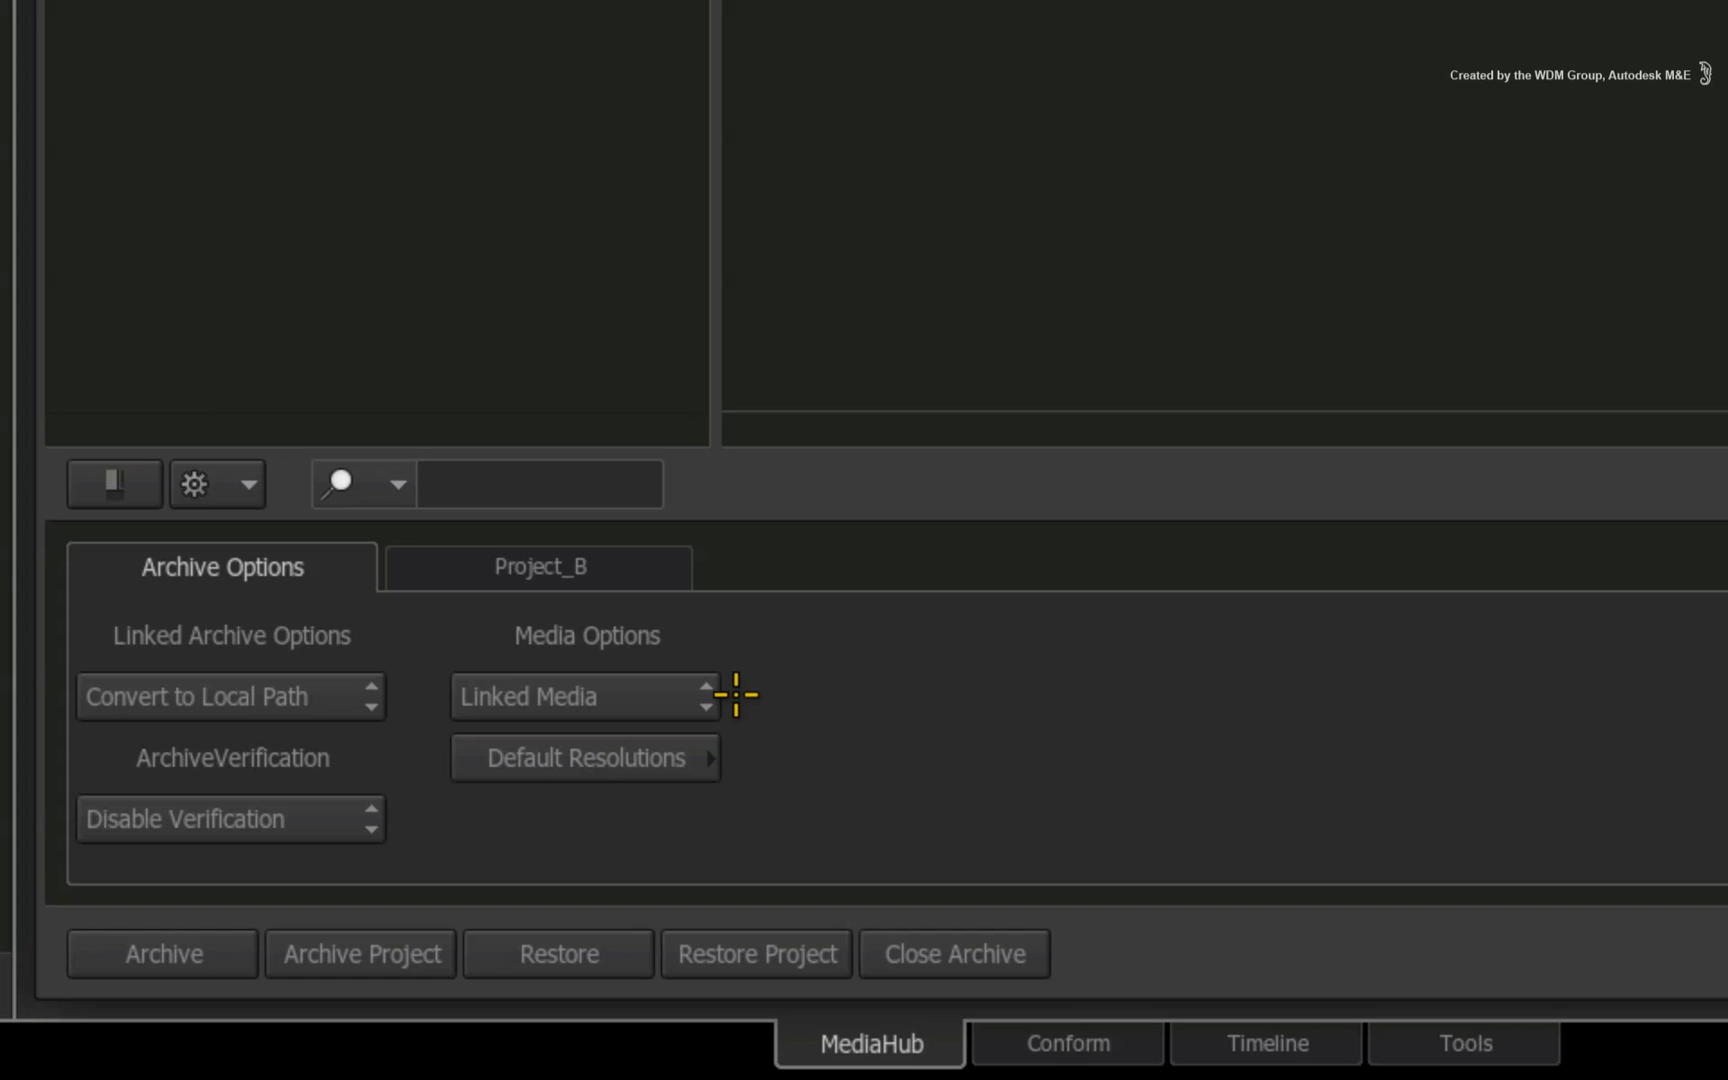 Created by the WDM Group, Autodesk M&E
Archive Options
Project_B
Linked Archive Options
Media Options
Convert to Local Path
Linked Media
ArchiveVerification
Default Resolutions
Disable Verification
Archive
Archive Project
Restore
Restore Project
Close Archive
MediaHub
Conform
Timeline
Tools